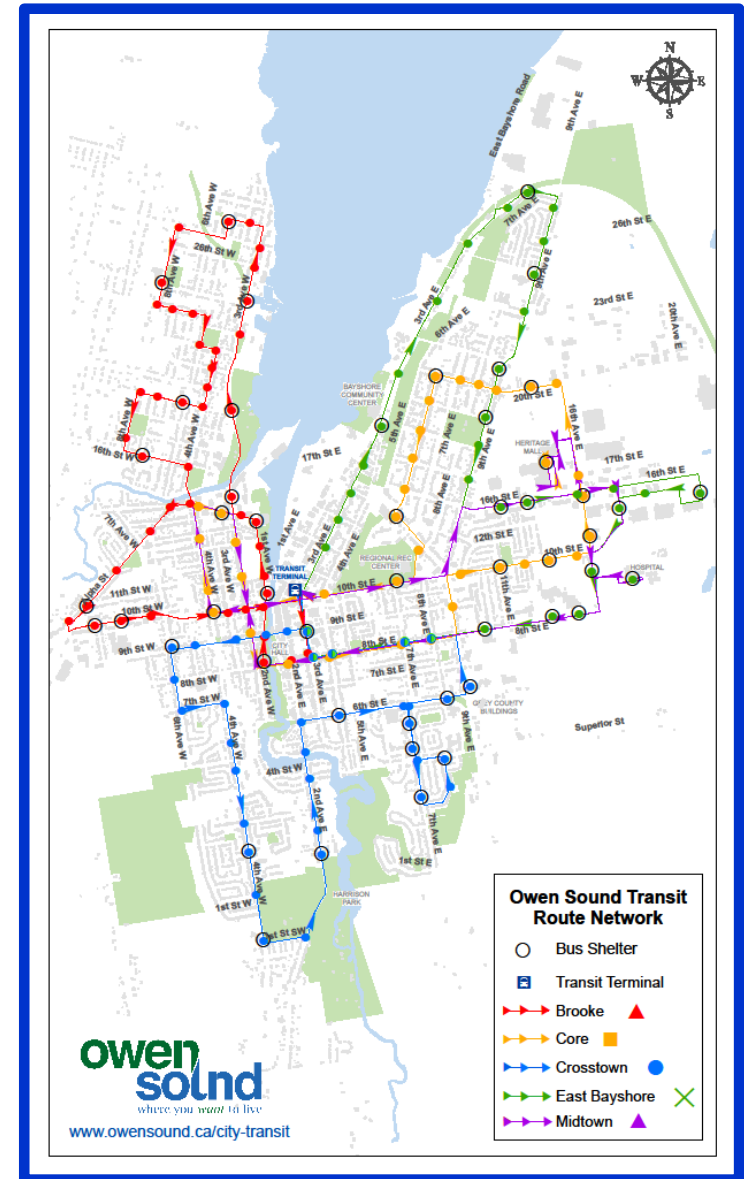 N
W E
S
East Bayshore Road
9th Ave E
6th Ave W
26th St W
8th Ave W
3rd Ave W
7th Ave E
26th St E
9th Ave E
3rd Ave E
6th Ave E
23rd St E
20th Ave E
BAYSHORE
COMMUNITY
CENTER
20th St E
5th Ave E
7th Ave E
16th Ave E
4th Ave W
16th St W
HERITAGE
MALL
17th St E
17th St E
9th Ave E
8th Ave E
16th St E
16th St E
7th Ave W
1st Ave E
3rd Ave E
4th Ave E
12th St E
REGIONAL REC
CENTER
10th St E
4th Ave W
3rd Ave W
1st Ave W
TRANSIT
TERMINAL
10th St E
HOSPITAL
Alpha St
11th St W
10th St W
11th Ave E
8th Ave E
9th St E
8th St E
8th St E
9th St W
CITY
HALL
2nd Ave W
2nd Ave E
3rd Ave E
7th Ave E
7th St E
8th St W
7th St W
6th Ave W
4th Ave W
6th St E
5th Ave E
9th Ave E
GREY COUNTY
BUILDINGS
Superior St
4th St W
2nd Ave E
7th Ave E
1st St E
4th Ave W
1st St W
HARRISON
PARK
1st St SW
Owen Sound Transit
Route Network
Bus Shelter
Transit Terminal
Brooke
Core
Crosstown
East Bayshore
Midtown
owen
sound
where you want to live
www.owensound.ca/city-transit